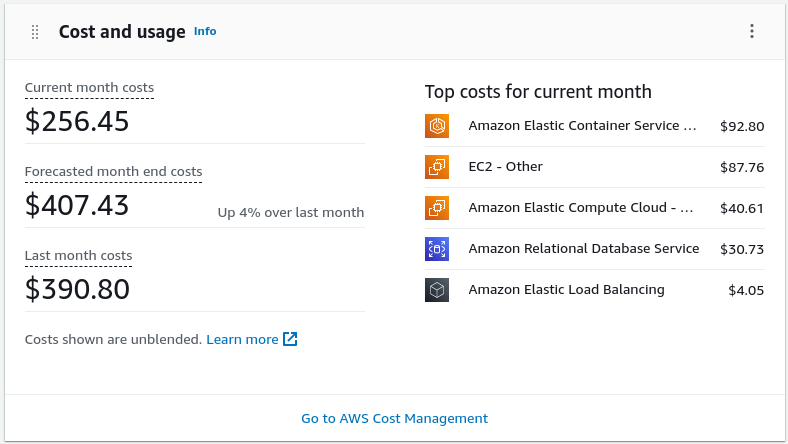 Cost and usage Info
Current month costs
$256.45
Forecasted month end costs
$407.43
Up 4% over last month
Last month costs
$390.80
Costs shown are unblended. Learn more
Top costs for current month
Amazon Elastic Container Service … $92.80
EC2 - Other $87.76
Amazon Elastic Compute Cloud - … $40.61
Amazon Relational Database Service $30.73
Amazon Elastic Load Balancing $4.05
Go to AWS Cost Management